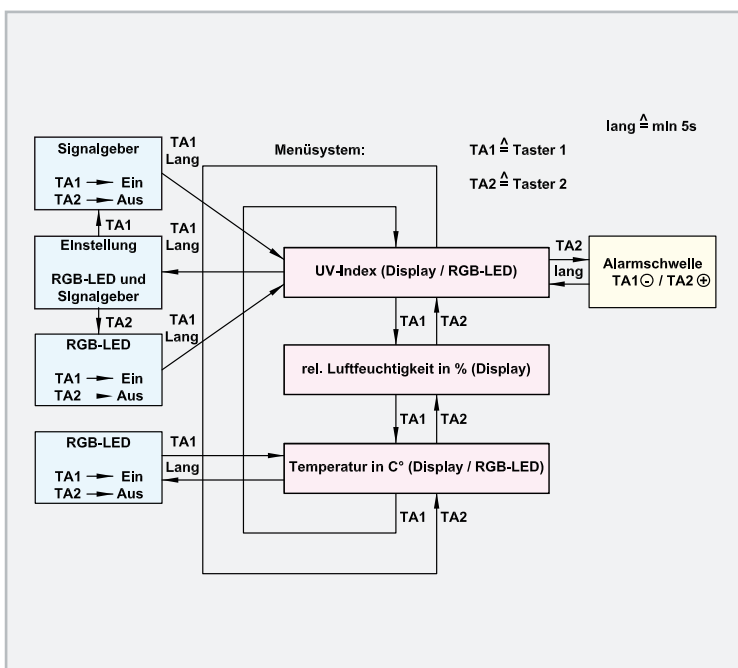 lang ≙ min 5s
Menüsystem:
TA1 ≙ Taster 1
TA2 ≙ Taster 2
Signalgeber
TA1 → Ein
TA2 → Aus
TA1
Lang
TA1
Einstellung
RGB-LED und
Signalgeber
TA1
Lang
TA2
RGB-LED
TA1 → Ein
TA2 ► Aus
TA1
Lang
RGB-LED
TA1 → Ein
TA2 → Aus
TA1
Lang
UV-Index (Display / RGB-LED)
TA2
lang
Alarmschwelle
TA1 ⊖ / TA2 ⊕
TA1
TA2
rel. Luftfeuchtigkeit in % (Display)
TA1
TA2
Temperatur in C° (Display / RGB-LED)
TA1
TA2